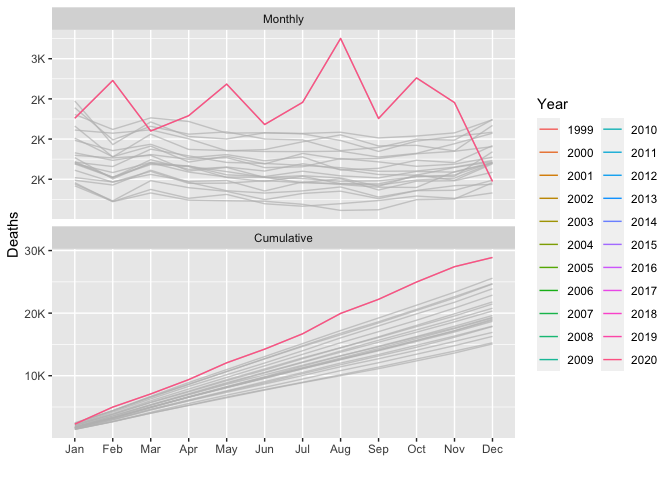 Monthly
3K
2K
2K
2K
Deaths
Cumulative
30K
20K
10K
Jan Feb Mar Apr May Jun Jul Aug Sep Oct Nov Dec
Year
1999 2010
2000 2011
2001 2012
2002 2013
2003 2014
2004 2015
2005 2016
2006 2017
2007 2018
2008 2019
2009 2020